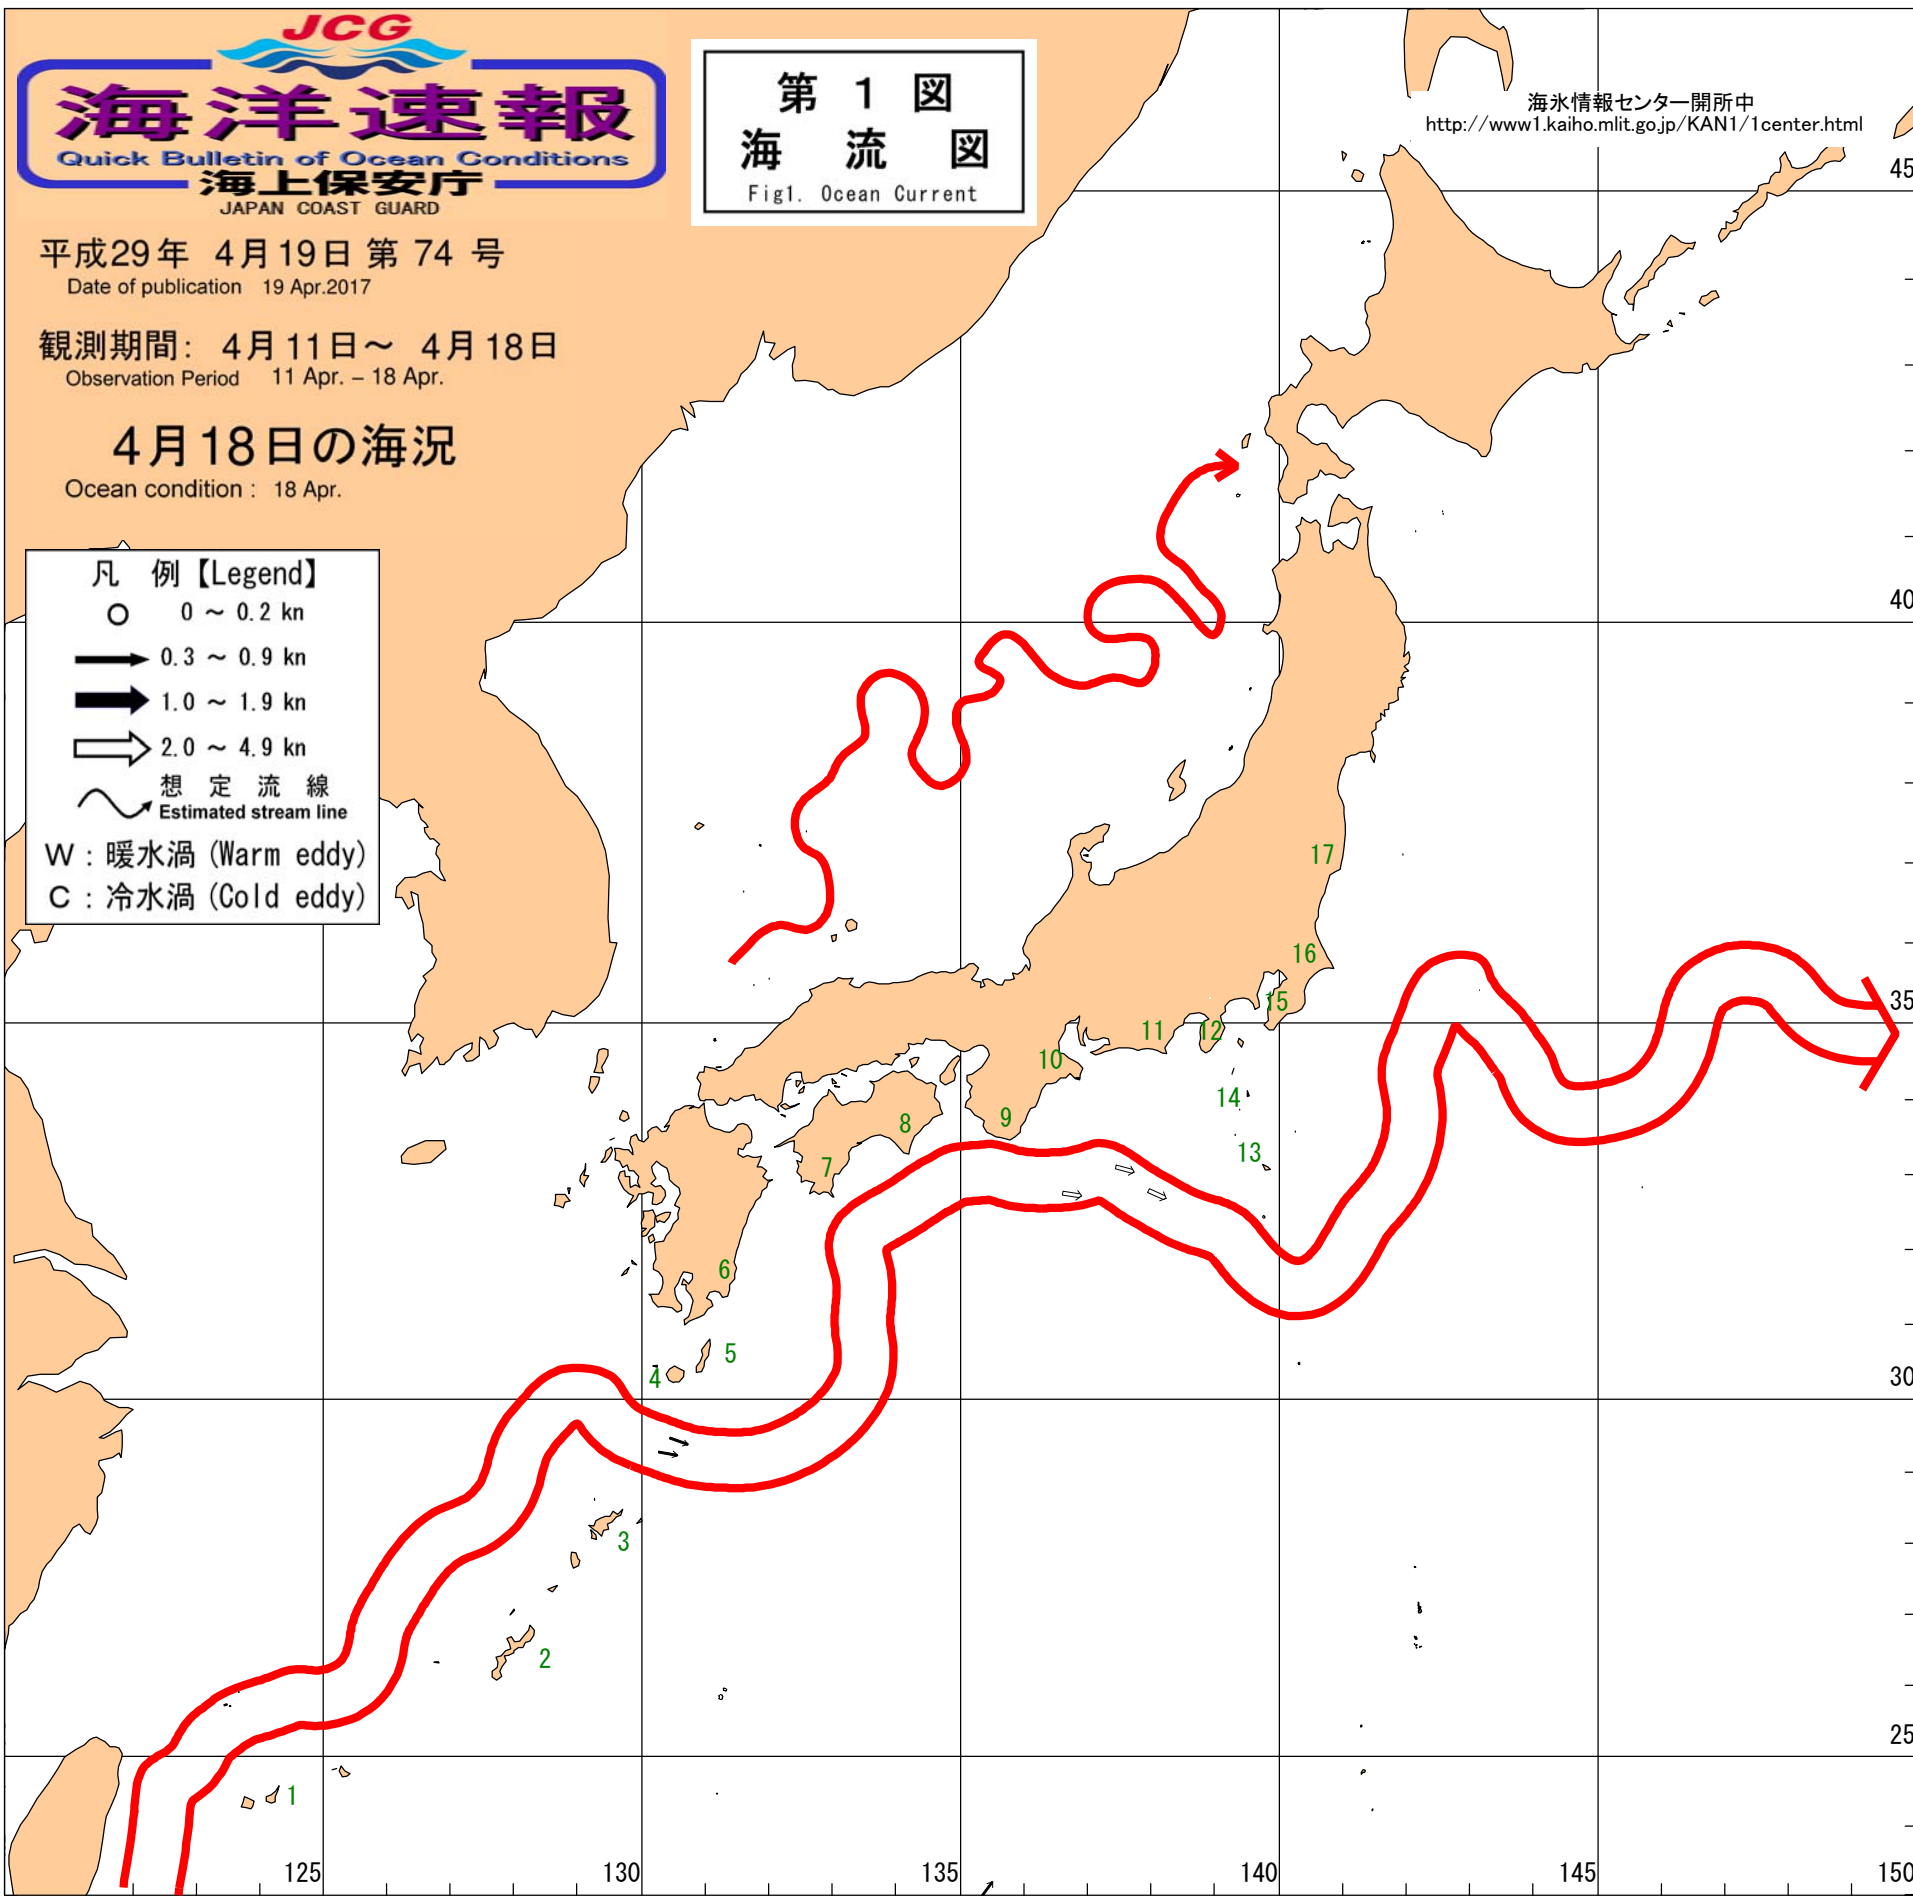 JCG
海洋速報
Quick Bulletin of Ocean Conditions
海上保安庁
JAPAN COAST GUARD
第 1 図
海 流 図
Fig1. Ocean Current
海氷情報センター開所中
http://www1.kaiho.mlit.go.jp/KAN1/1center.html
平成29年 4月19日 第 74 号
Date of publication 19 Apr.2017
観測期間: 4月11日～ 4月18日
Observation Period 11 Apr. – 18 Apr.
4月18日の海況
Ocean condition : 18 Apr.
凡 例【Legend】
0 ～ 0.2 kn
0.3 ～ 0.9 kn
1.0 ～ 1.9 kn
2.0 ～ 4.9 kn
想 定 流 線
Estimated stream line
W : 暖水渦 (Warm eddy)
C : 冷水渦 (Cold eddy)
45
40
17
16
35
15
12
11
10
14
9
8
13
7
6
5
4
30
3
2
25
1
125
130
135
140
145
150